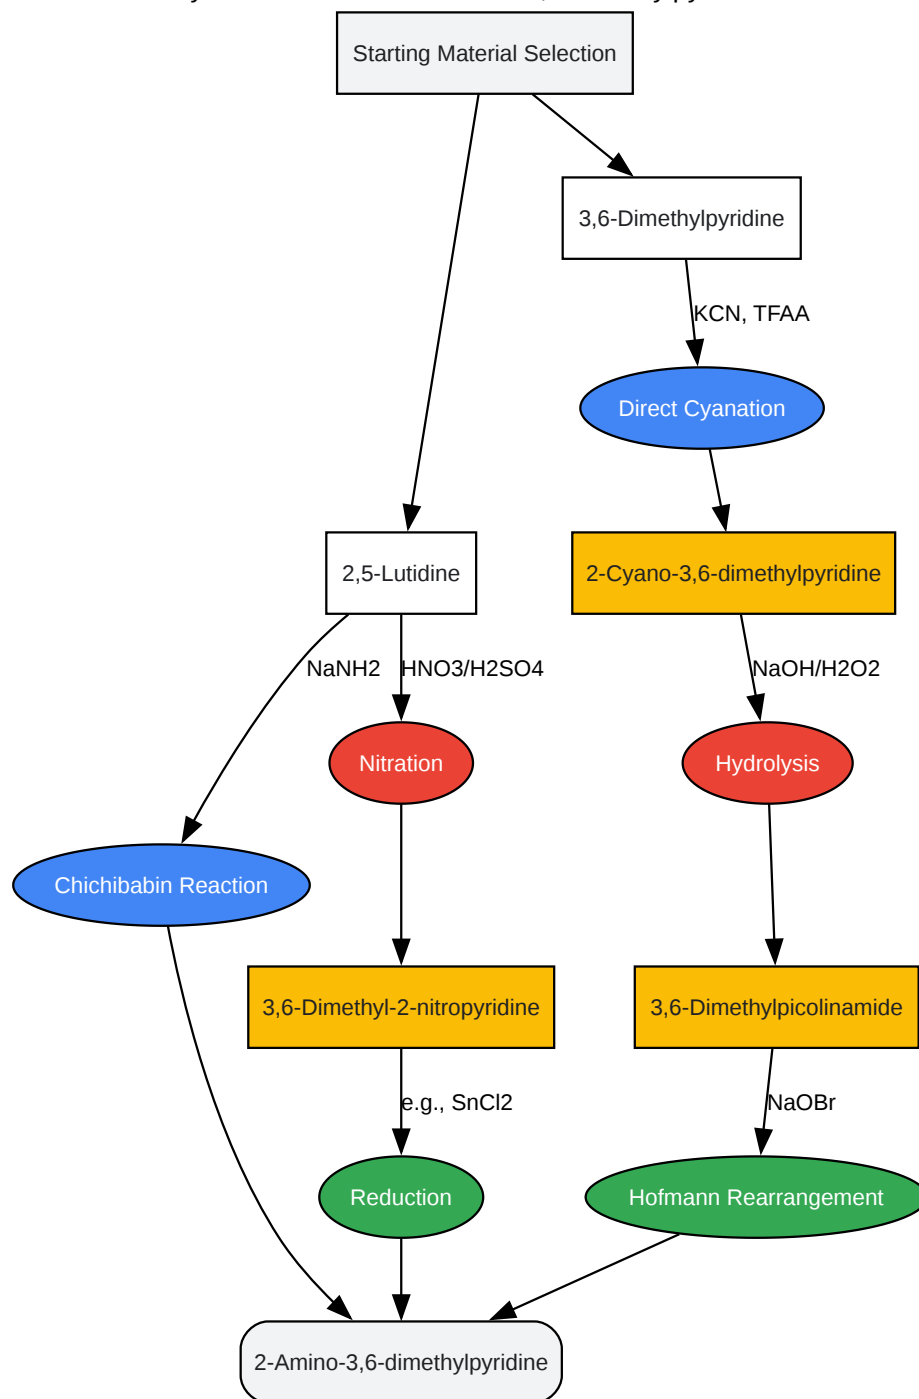 Starting Material Selection
3,6-Dimethylpyridine
KCN, TFAA
Direct Cyanation
2,5-Lutidine
2-Cyano-3,6-dimethylpyridine
NaNH2
HNO3/H2SO4
NaOH/H2O2
Nitration
Hydrolysis
Chichibabin Reaction
3,6-Dimethyl-2-nitropyridine
3,6-Dimethylpicolinamide
e.g., SnCl2
NaOBr
Reduction
Hofmann Rearrangement
2-Amino-3,6-dimethylpyridine